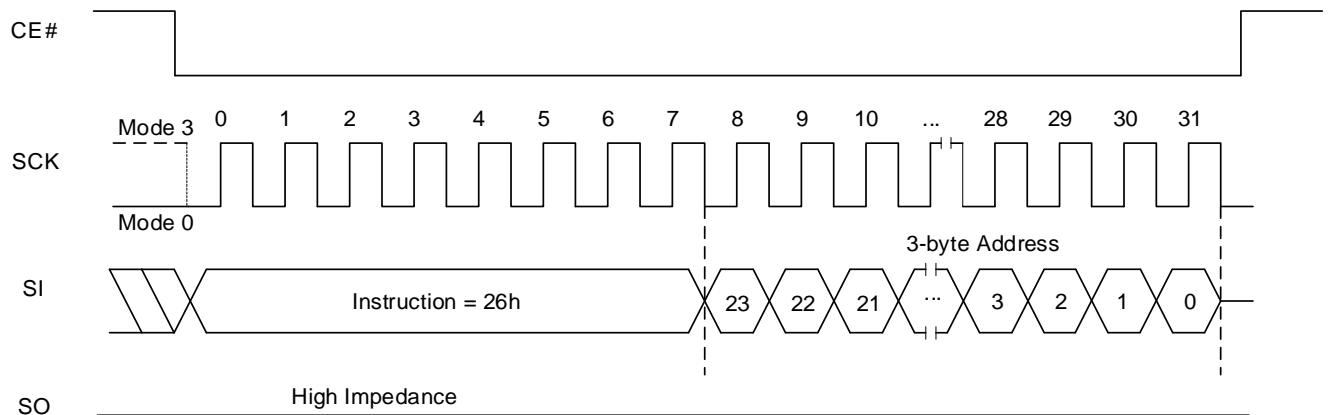 CE#
0 1 2 3 4 5 6 7 8 9 10 ... 28 29 30 31
Mode 3
SCK
Mode 0
3-byte Address
SI
Instruction = 26h 23 22 21 ... 3 2 1 0
High Impedance
SO